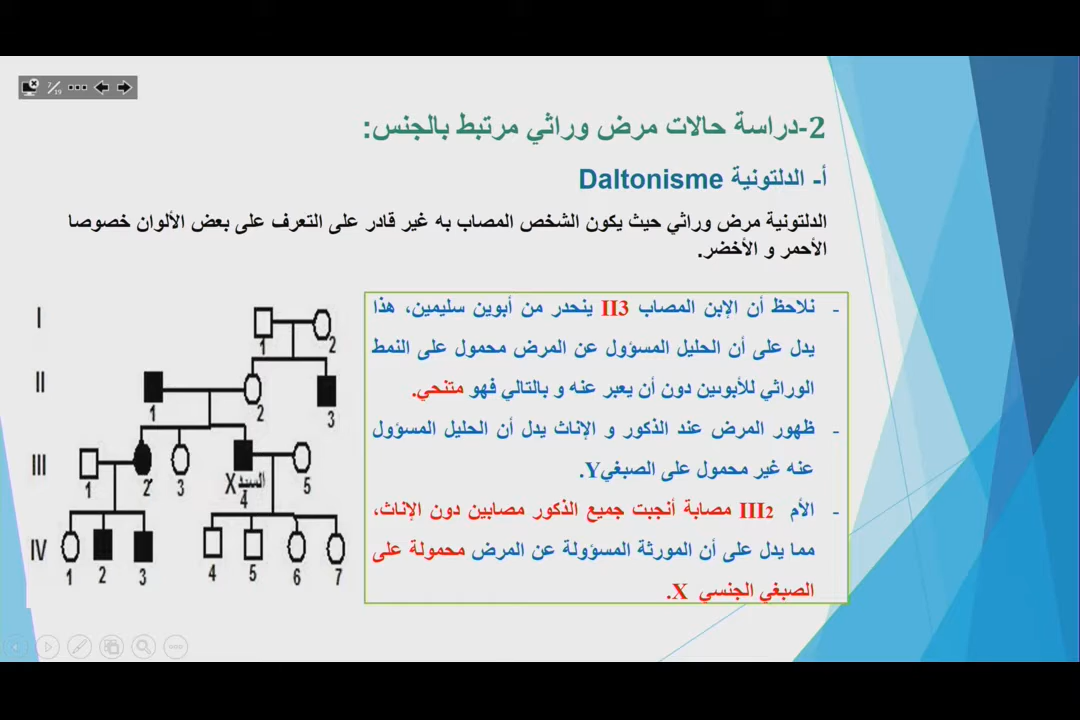 7/19
2-دراسة حالات مرض وراثي مرتبط بالجنس:
أ- الدلتونية Daltonisme
الدلتونية مرض وراثي حيث يكون الشخص المصاب به غير قادر على التعرف على بعض الألوان خصوصا
الأحمر و الأخضر.
- نلاحظ أن الإبن المصاب II3 ينحدر من أبوين سليمين، هذا
يدل على أن الحليل المسؤول عن المرض محمول على النمط
الوراثي للأبوىين دون أن يعبر عنه و بالتالي فهو متنحي.
- ظهور المرض عند الذكور و الإناث يدل أن الحليل المسؤول
عنه غير محمول على الصبغيY.
- الأم III2 مصابة أنجبت جميع الذكور مصابين دون الإناث،
مما يدل على أن المورثة المسؤولة عن المرض محمولة على
الصبغي الجنسي X.
I
1 2
II
1 2 3
III
1 2 3 السيد X 4 5
IV
1 2 3 4 5 6 7